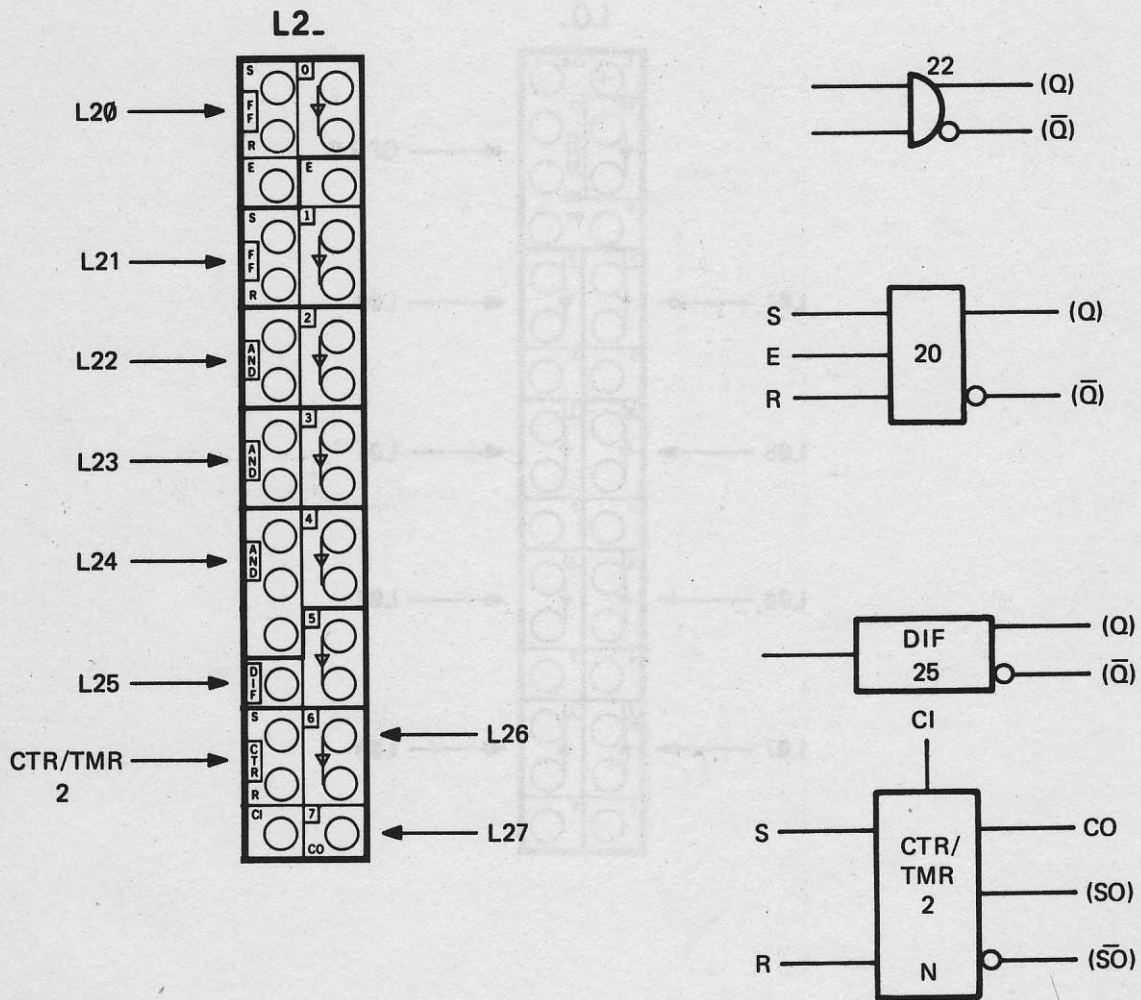 L2_
S
FF
R
0
L20
E
E
S
FF
R
1
L21
AND
2
L22
AND
3
L23
AND
4
L24
5
DIF
L25
S
CTR
R
6
L26
CTR/TMR
2
CI
7
CO
L27
22
(Q)
(Q̅)
S
E
R
20
(Q)
(Q̅)
DIF
25
(Q)
(Q̅)
CI
S
R
CTR/
TMR
2
N
CO
(SO)
(S̅O̅)